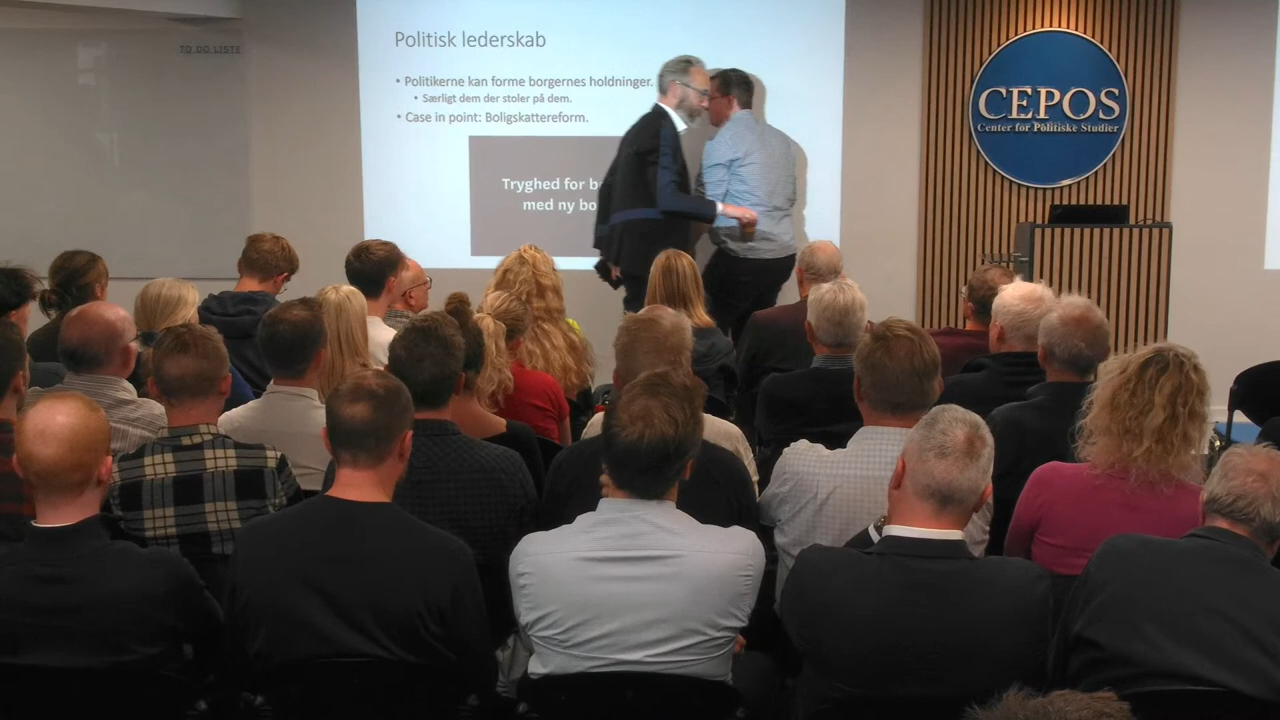 TO DO LISTE
Politisk lederskab
• Politikerne kan forme borgernes holdninger.
• Særligt dem der stoler på dem.
• Case in point: Boligskattereform.
Tryghed for
med ny
CEPOS
Center for Politiske Studier